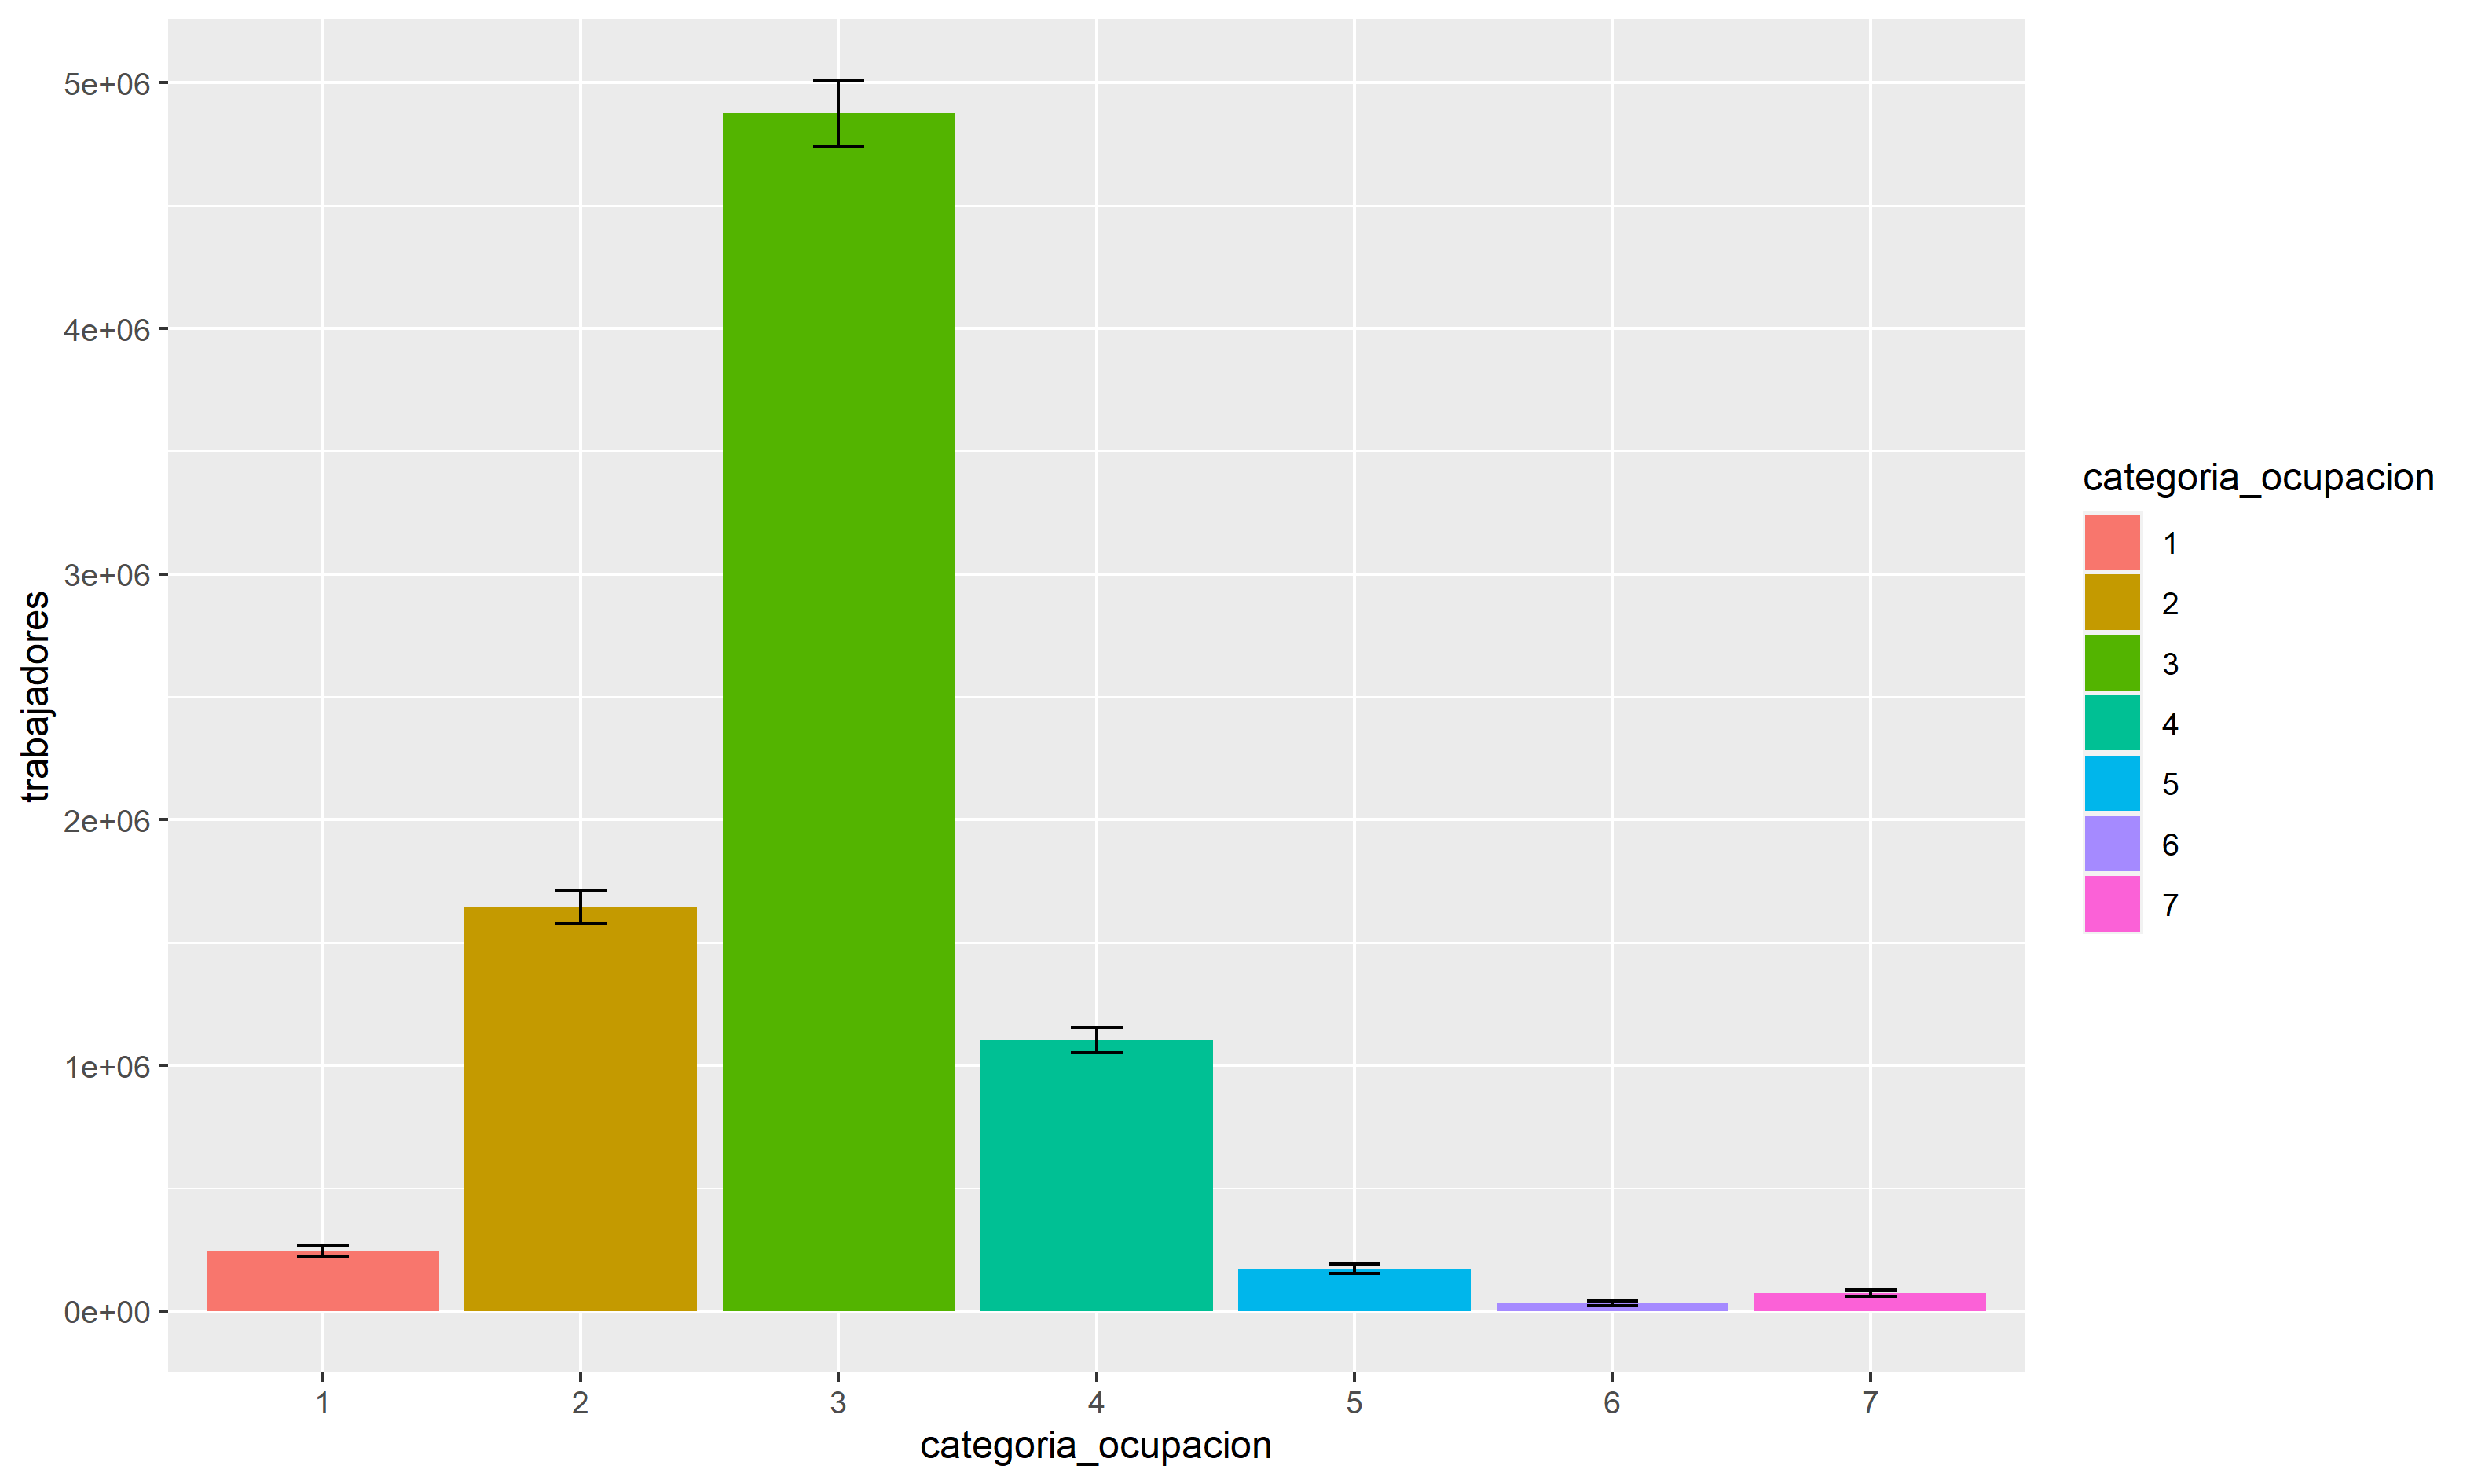 trabajadores
5e+06
4e+06
3e+06
2e+06
1e+06
0e+00
1 2 3 4 5 6 7
categoria_ocupacion
categoria_ocupacion
1
2
3
4
5
6
7